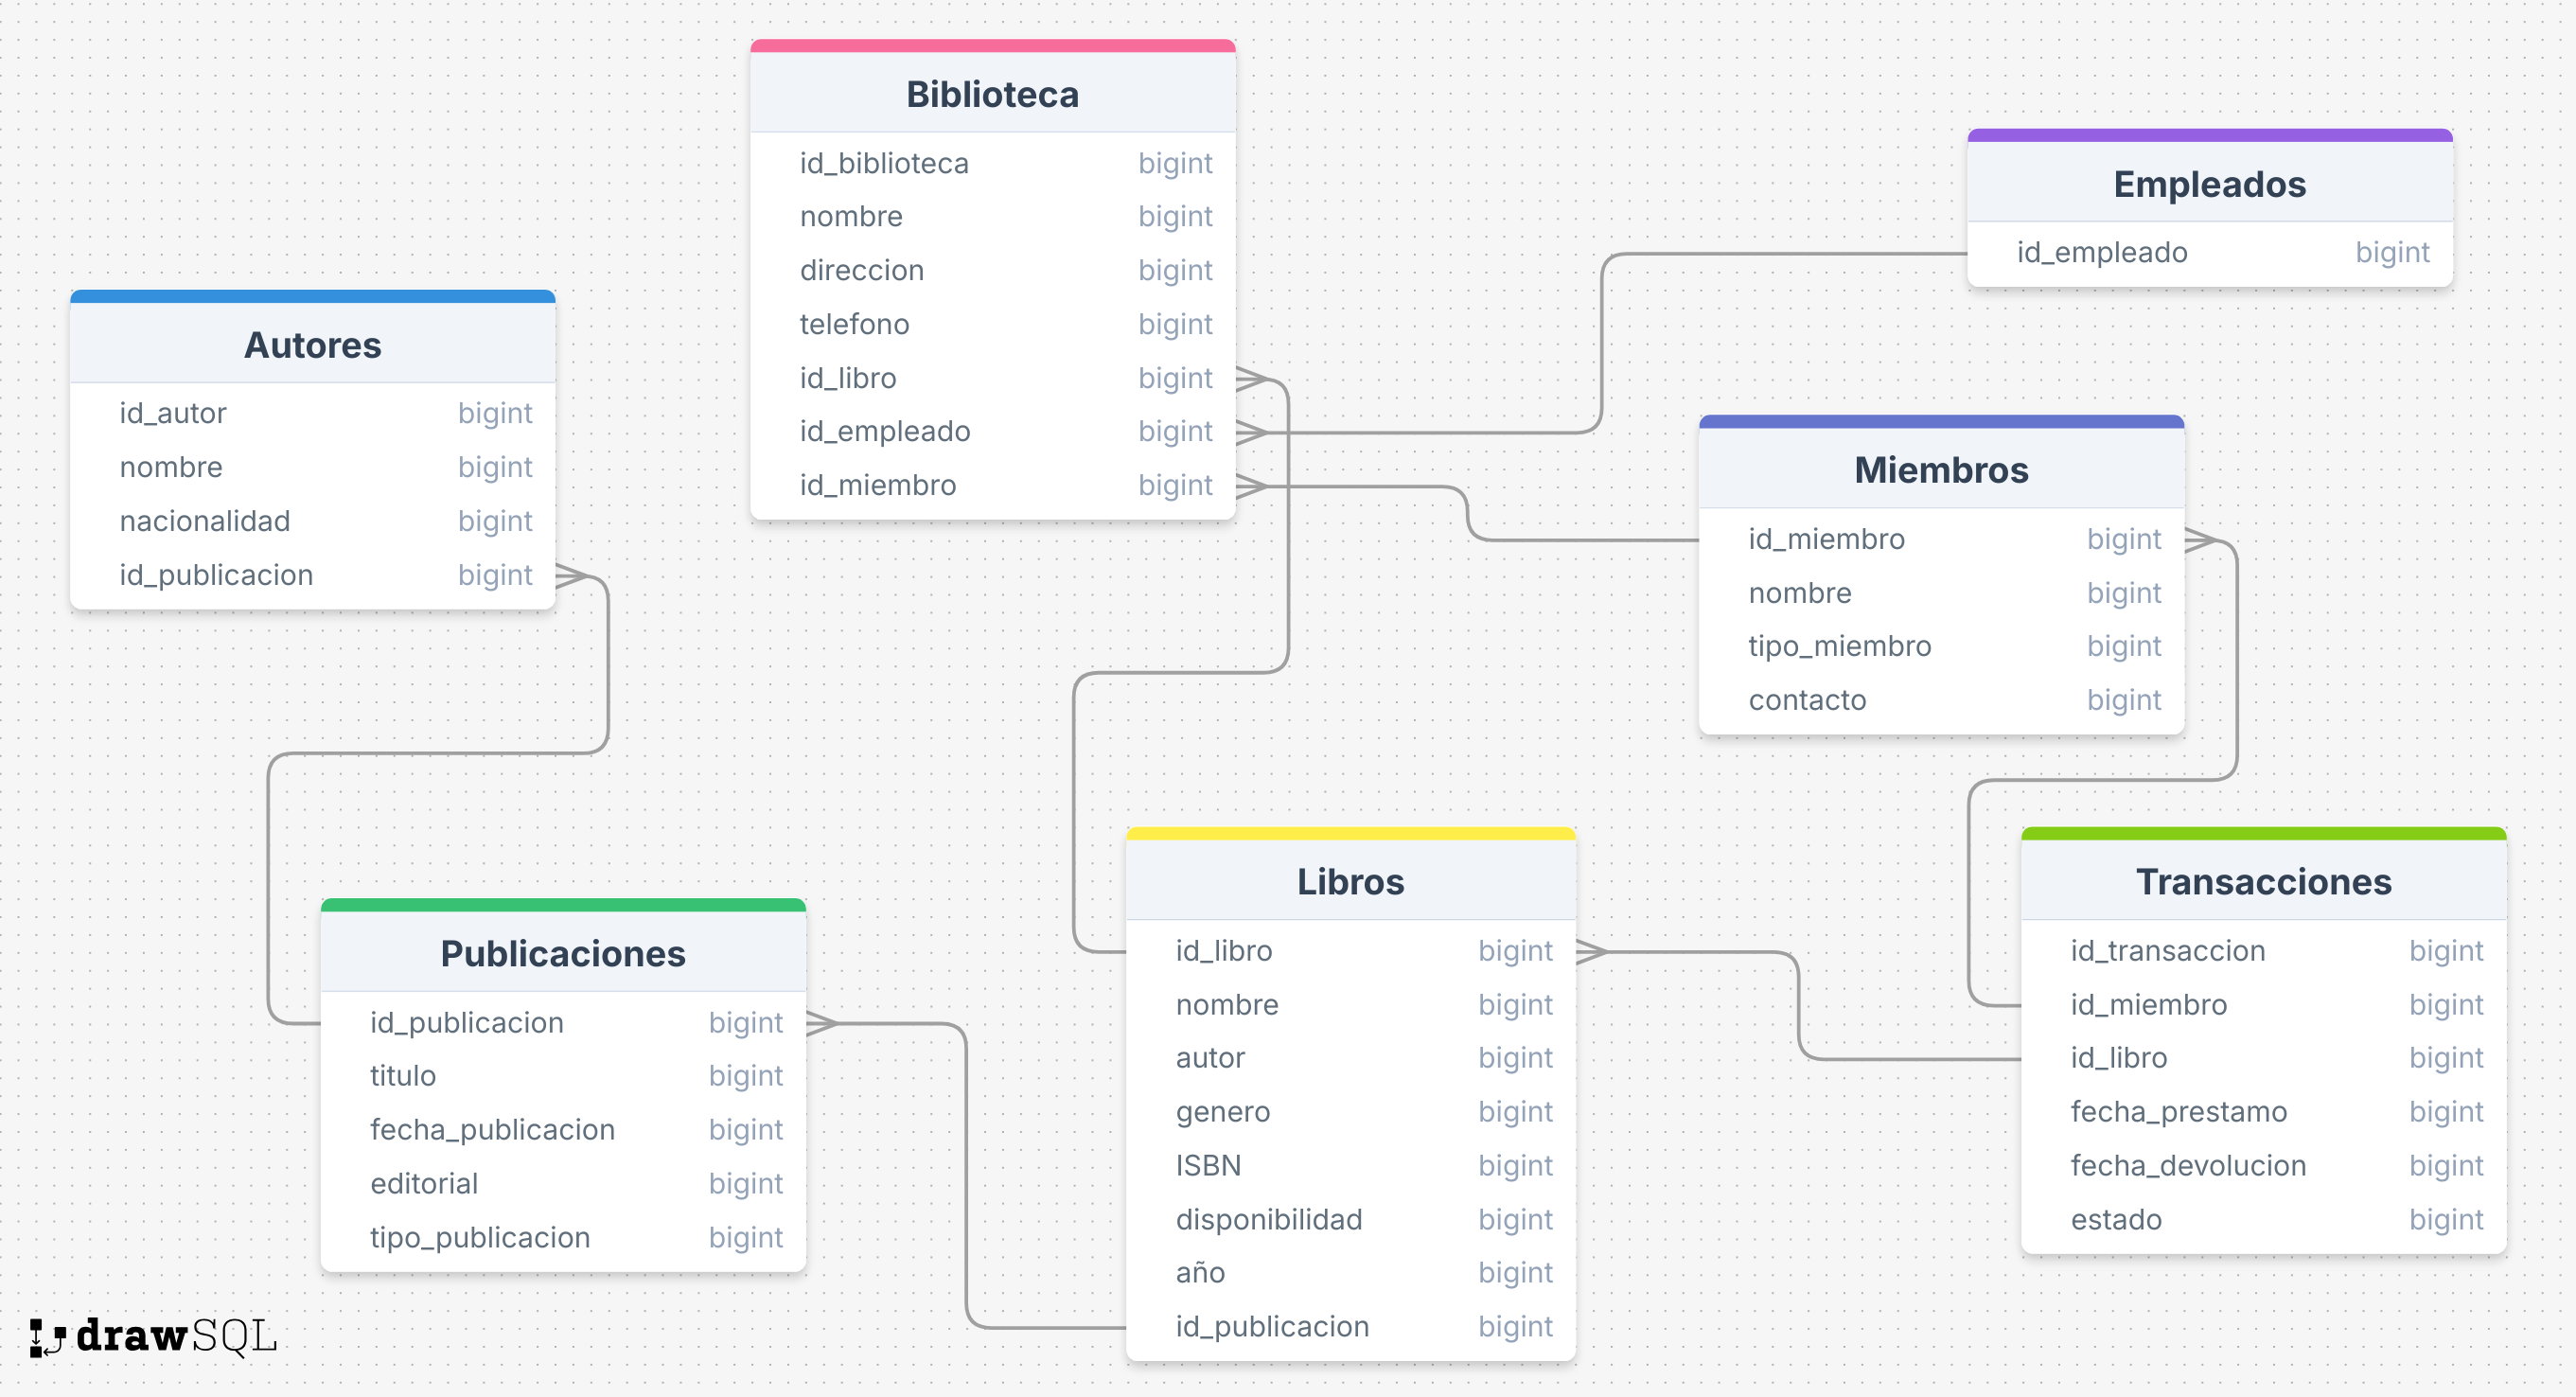 Biblioteca
id_biblioteca bigint
nombre bigint
direccion bigint
telefono bigint
id_libro bigint
id_empleado bigint
id_miembro bigint
Empleados
id_empleado bigint
Autores
id_autor bigint
nombre bigint
nacionalidad bigint
id_publicacion bigint
Miembros
id_miembro bigint
nombre bigint
tipo_miembro bigint
contacto bigint
Publicaciones
id_publicacion bigint
titulo bigint
fecha_publicacion bigint
editorial bigint
tipo_publicacion bigint
Libros
id_libro bigint
nombre bigint
autor bigint
genero bigint
ISBN bigint
disponibilidad bigint
año bigint
id_publicacion bigint
Transacciones
id_transaccion bigint
id_miembro bigint
id_libro bigint
fecha_prestamo bigint
fecha_devolucion bigint
estado bigint
drawSQL